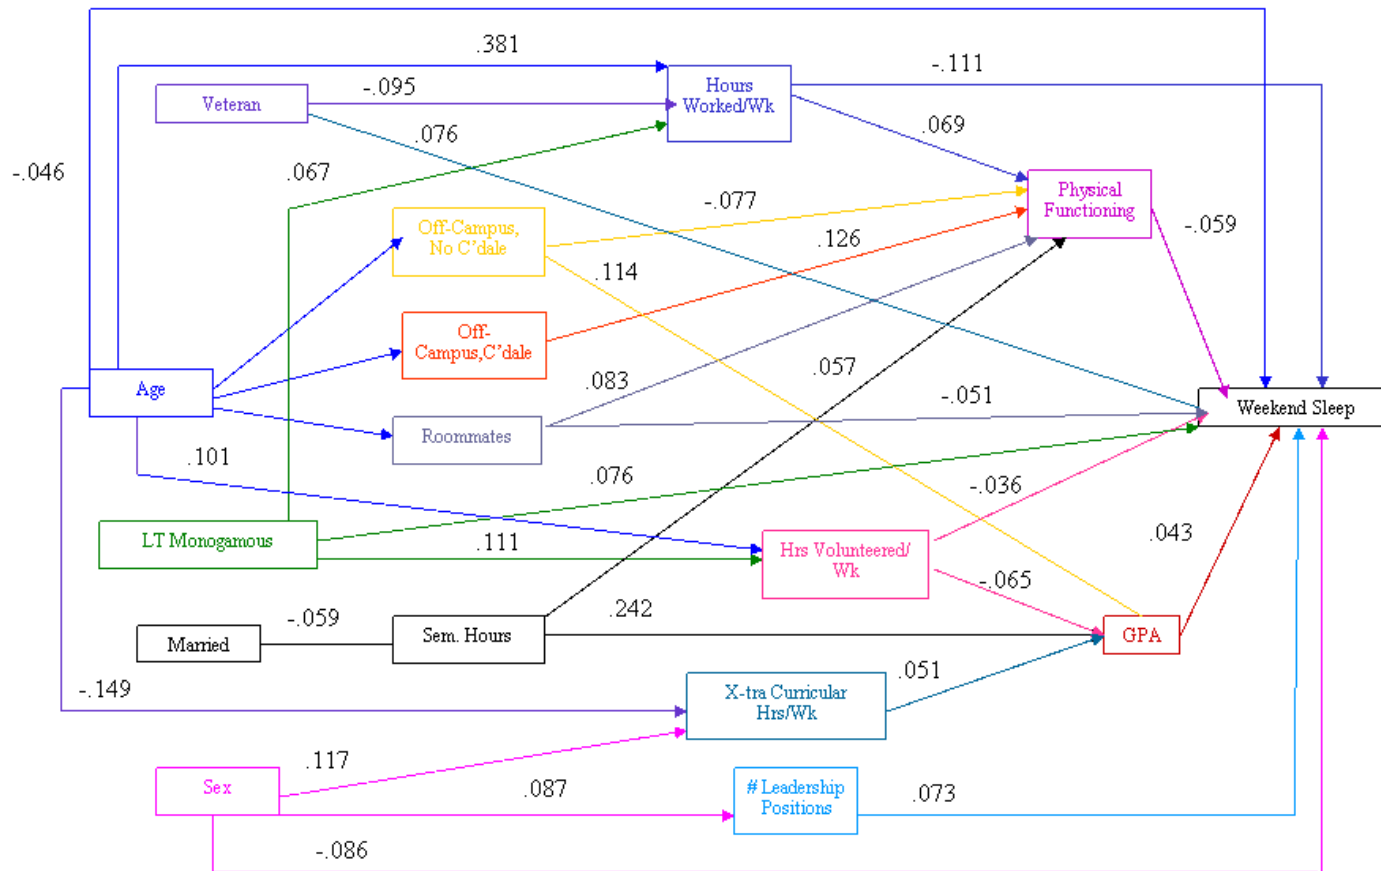 .381
-.111
Hours
Worked/Wk
-.095
Veteran
.069
.076
-.046
.067
Physical
Functioning
-.077
-.059
Off-Campus,
No C'dale
.126
.114
Off-
Campus,C'dale
.057
Age
.083
-.051
Weekend Sleep
Roommates
.101
.076
-.036
LT Monogamous
.111
Hrs Volunteered/
Wk
.043
-.065
-.059
Sem. Hours
.242
GPA
Married
.051
-.149
X-tra Curricular
Hrs/Wk
.117
Sex
.087
# Leadership
Positions
.073
-.086